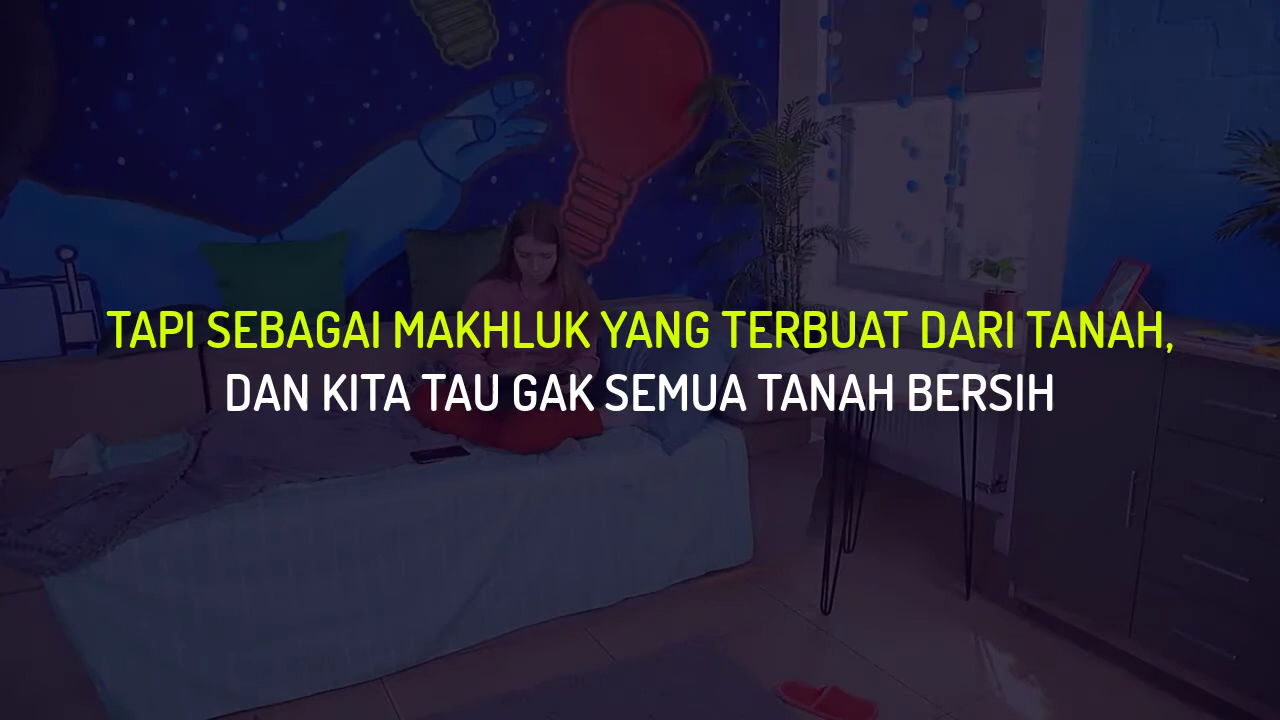 TAPI SEBAGAI MAKHLUK YANG TERBUAT DARI TANAH,
DAN KITA TAU GAK SEMUA TANAH BERSIH